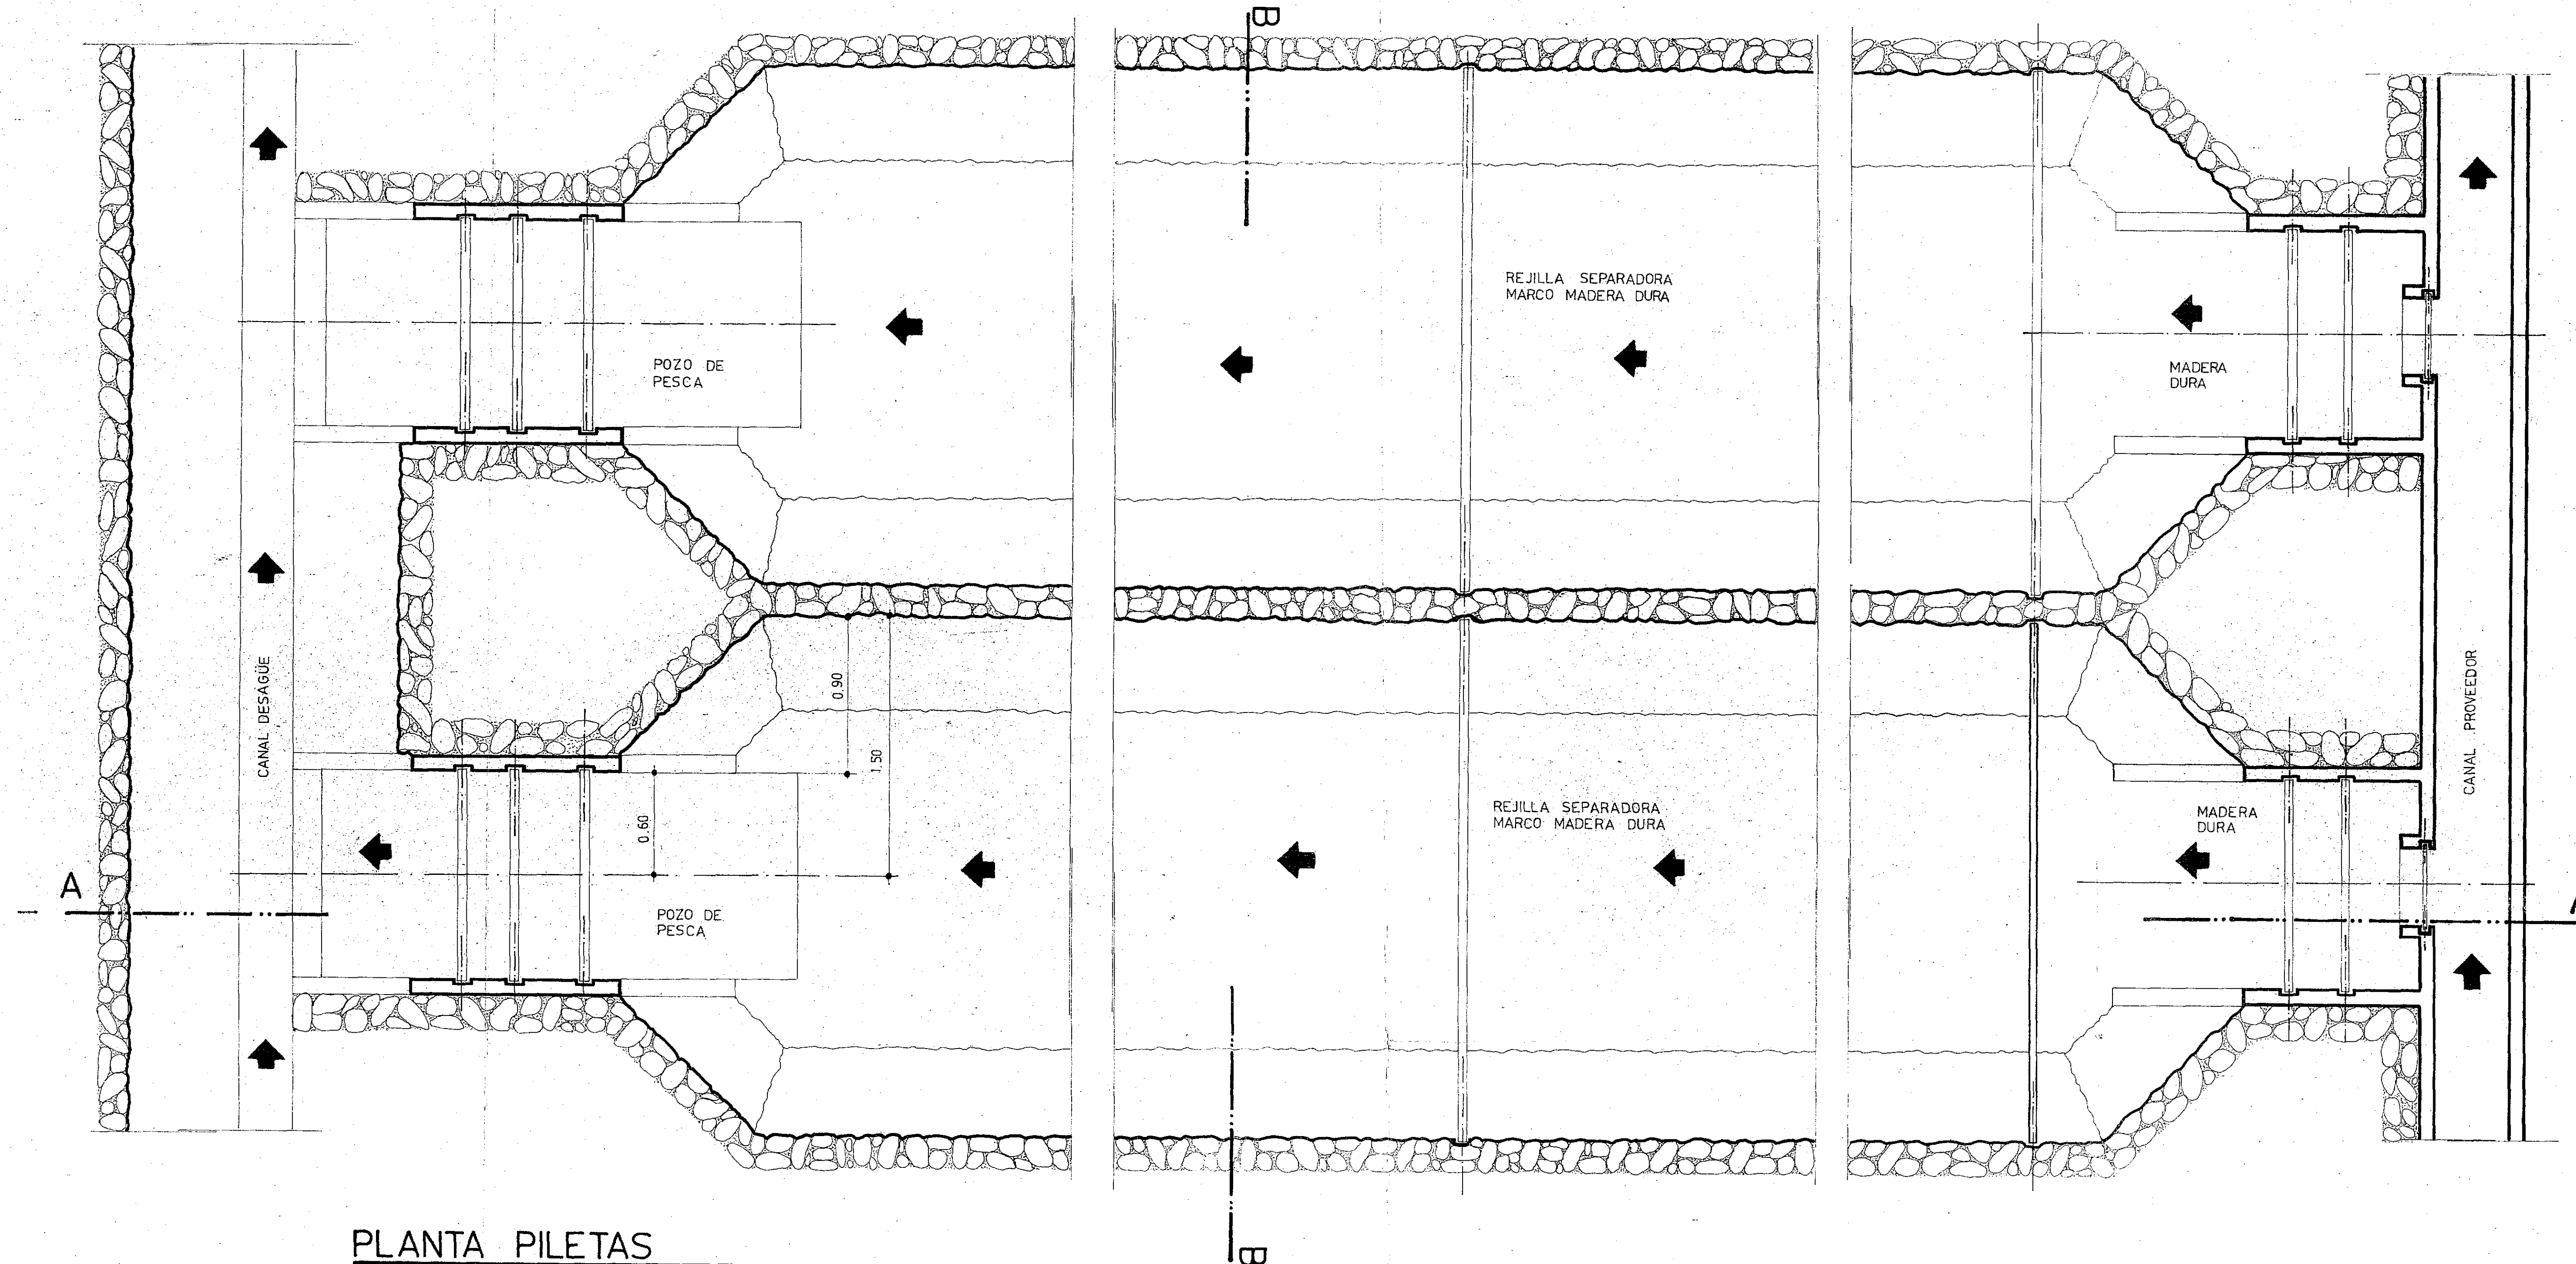 B
REJILLA SEPARADORA
MARCO MADERA DURA
POZO DE
PESCA
MADERA
DURA
CANAL DESAGÜE
0.90
1.50
0.60
CANAL PROVEEDOR
REJILLA SEPARADORA
MARCO MADERA DURA
MADERA
DURA
A
POZO DE
PESCA
B
PLANTA PILETAS